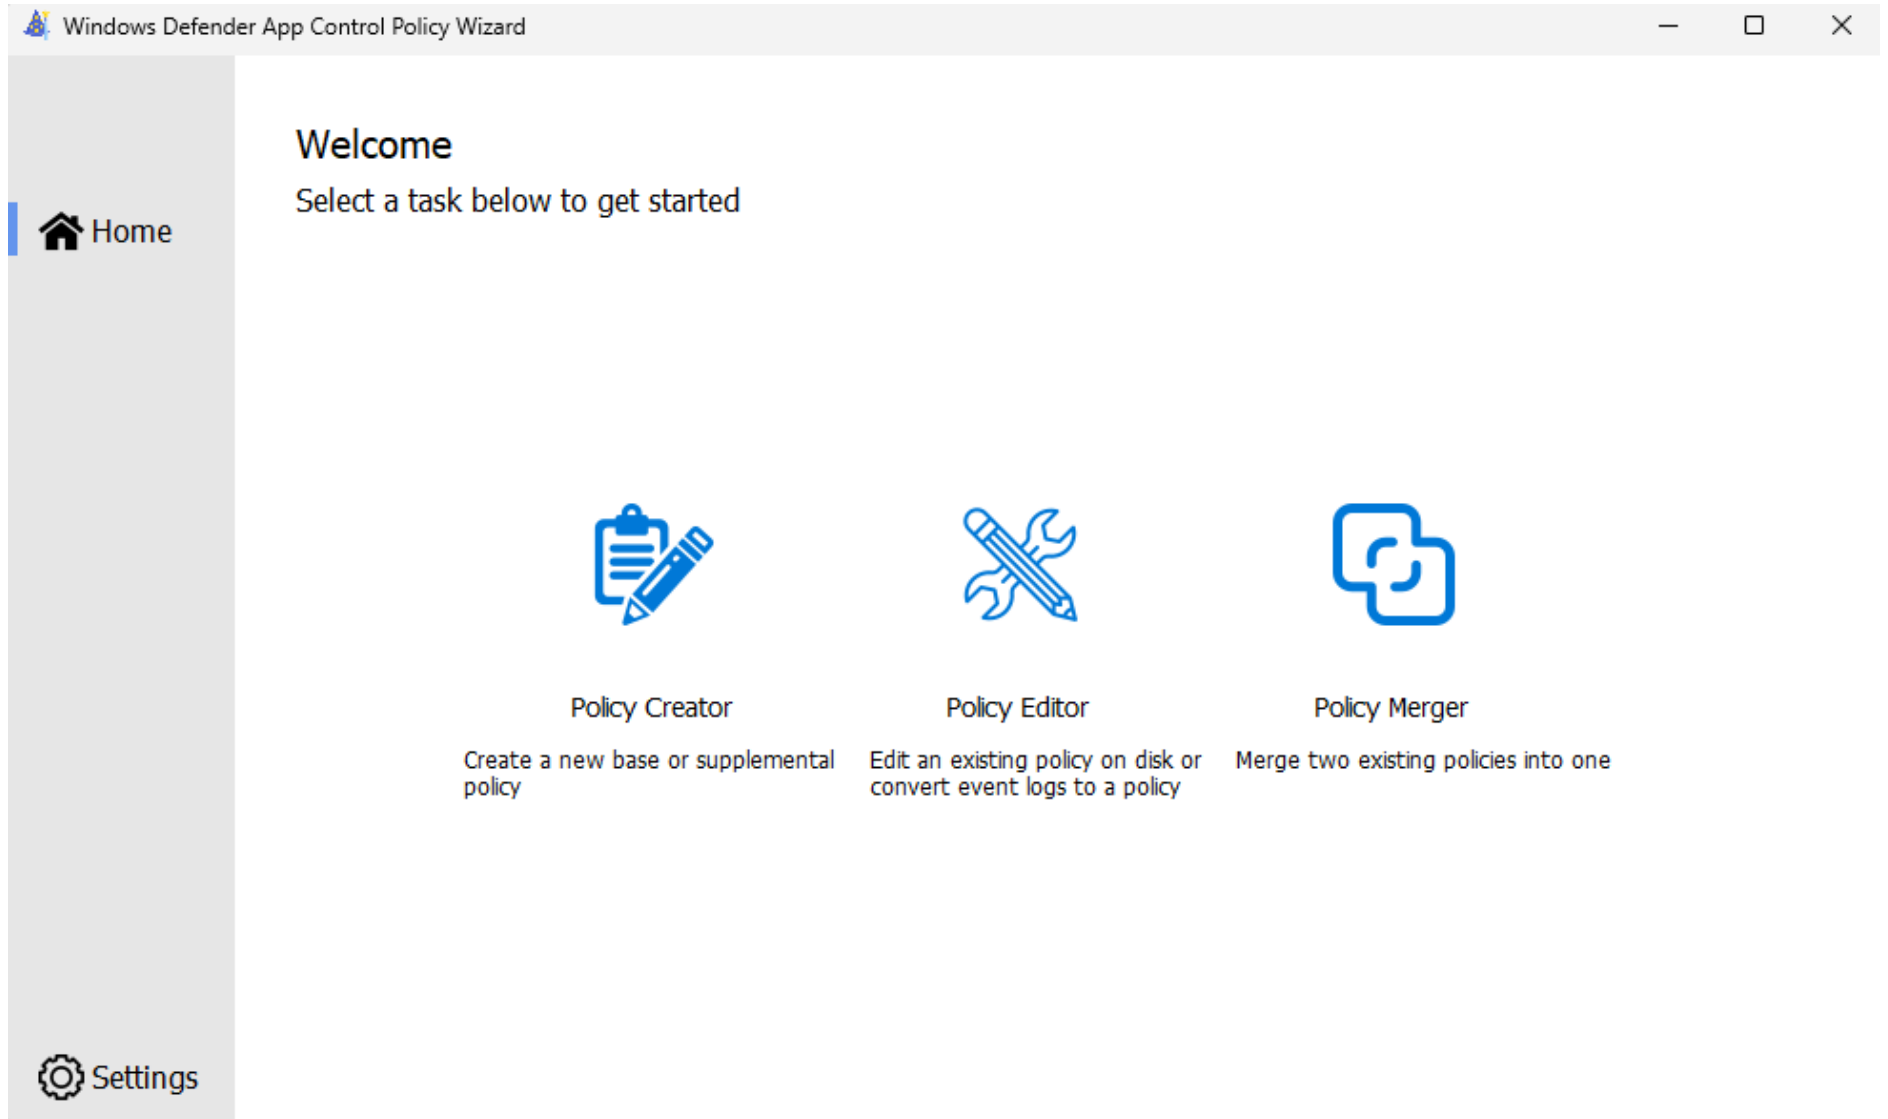 Windows Defender App Control Policy Wizard
Home
Welcome
Select a task below to get started
Policy Creator
Create a new base or supplemental
policy
Policy Editor
Edit an existing policy on disk or
convert event logs to a policy
Policy Merger
Merge two existing policies into one
Settings